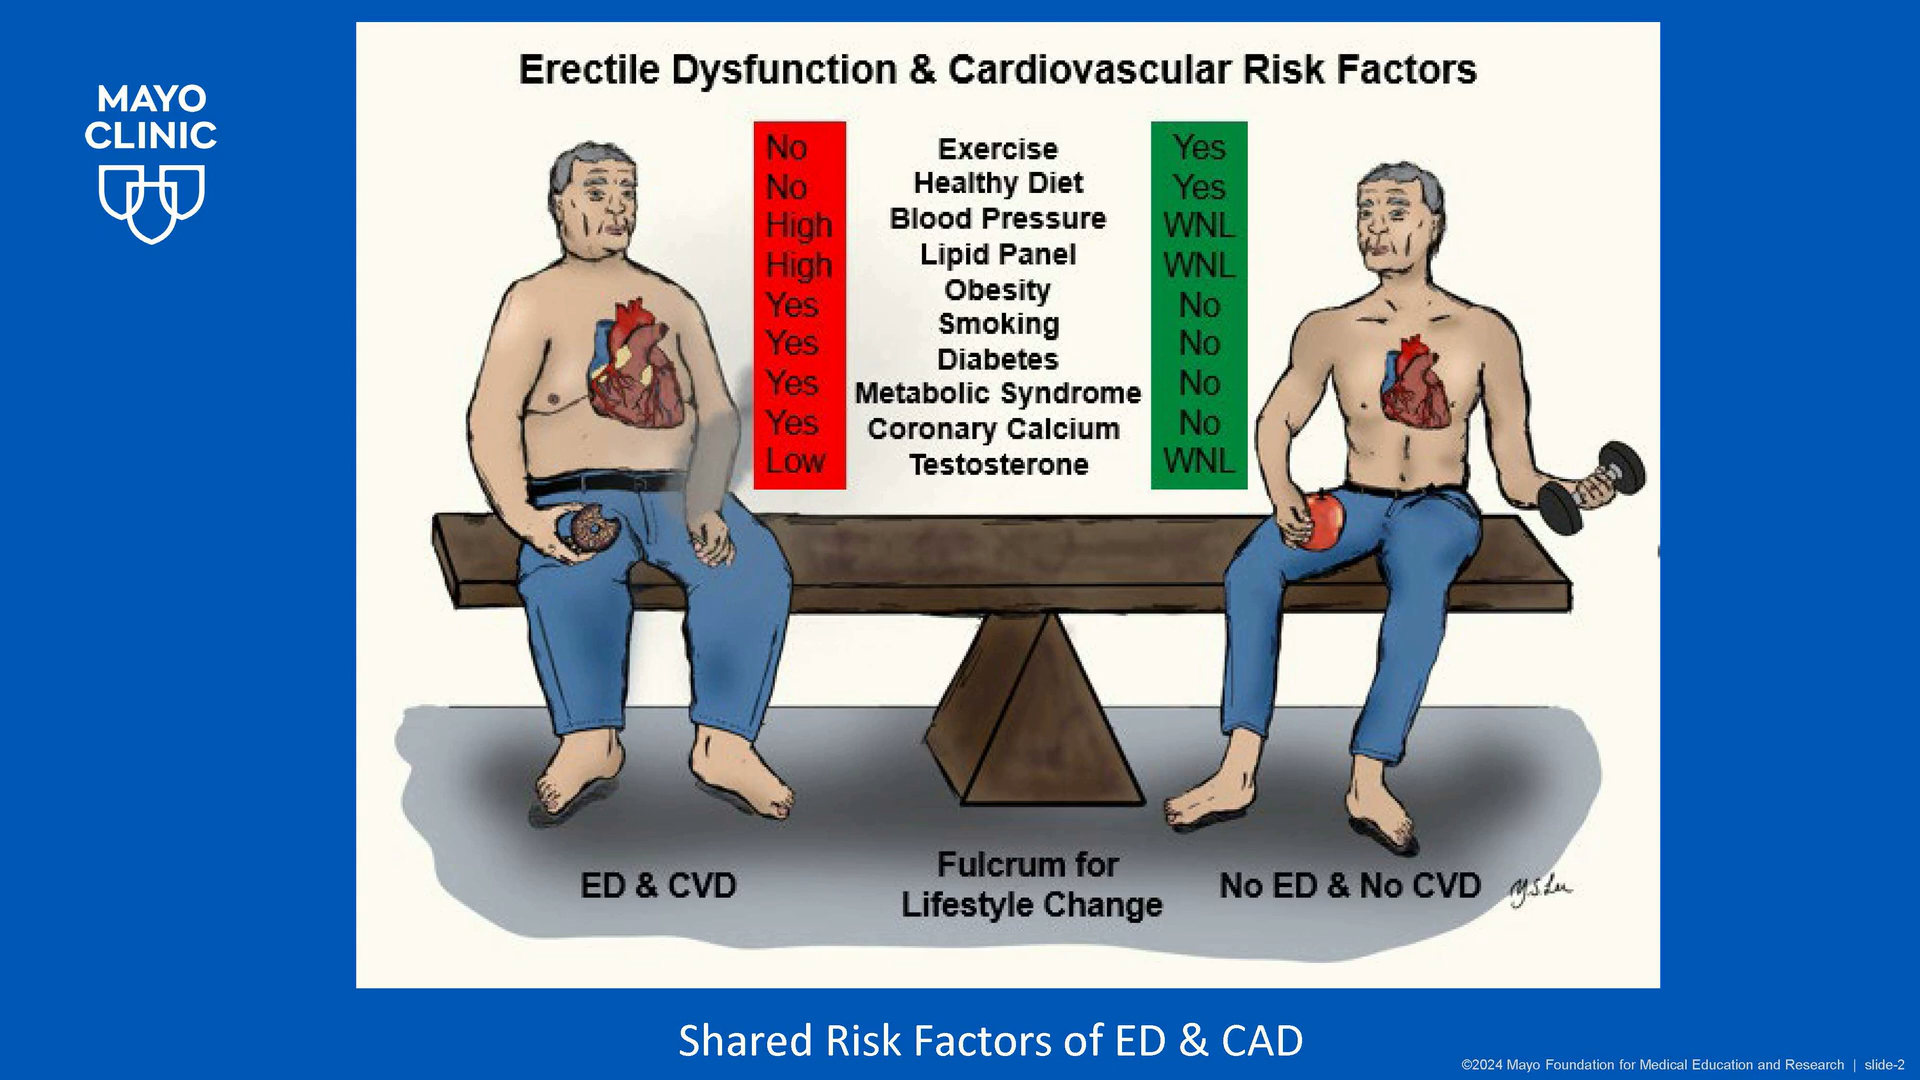 MAYO
CLINIC
Erectile Dysfunction & Cardiovascular Risk Factors
No
No
High
High
Yes
Yes
Yes
Yes
Low
Exercise
Healthy Diet
Blood Pressure
Lipid Panel
Obesity
Smoking
Diabetes
Metabolic Syndrome
Coronary Calcium
Testosterone
Yes
Yes
WNL
WNL
No
No
No
No
WNL
ED & CVD
Fulcrum for
Lifestyle Change
No ED & No CVD
Shared Risk Factors of ED & CAD
©2024 Mayo Foundation for Medical Education and Research | slide-2